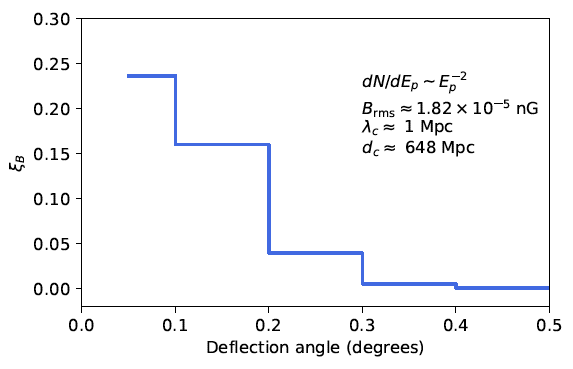 0.30
0.25
0.20
0.15
0.10
0.05
0.00
ξ_B
dN/dE_p ~ E_p^{-2}
B_rms ≈ 1.82 × 10^{-5} nG
λ_c ≈ 1 Mpc
d_c ≈ 648 Mpc
0.0 0.1 0.2 0.3 0.4 0.5
Deflection angle (degrees)